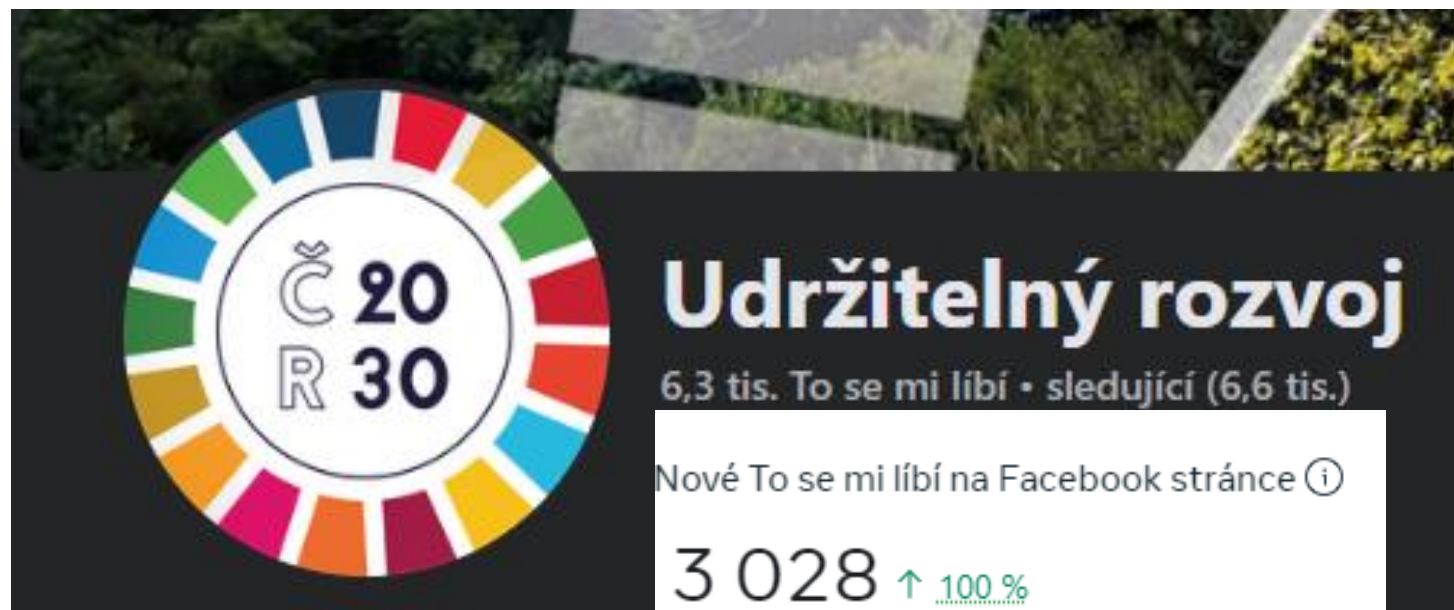 Č 20
R 30
Udržitelný rozvoj
6,3 tis. To se mi líbí • sledující (6,6 tis.)
Nové To se mi líbí na Facebook stránce
3 028 ↑ 100 %